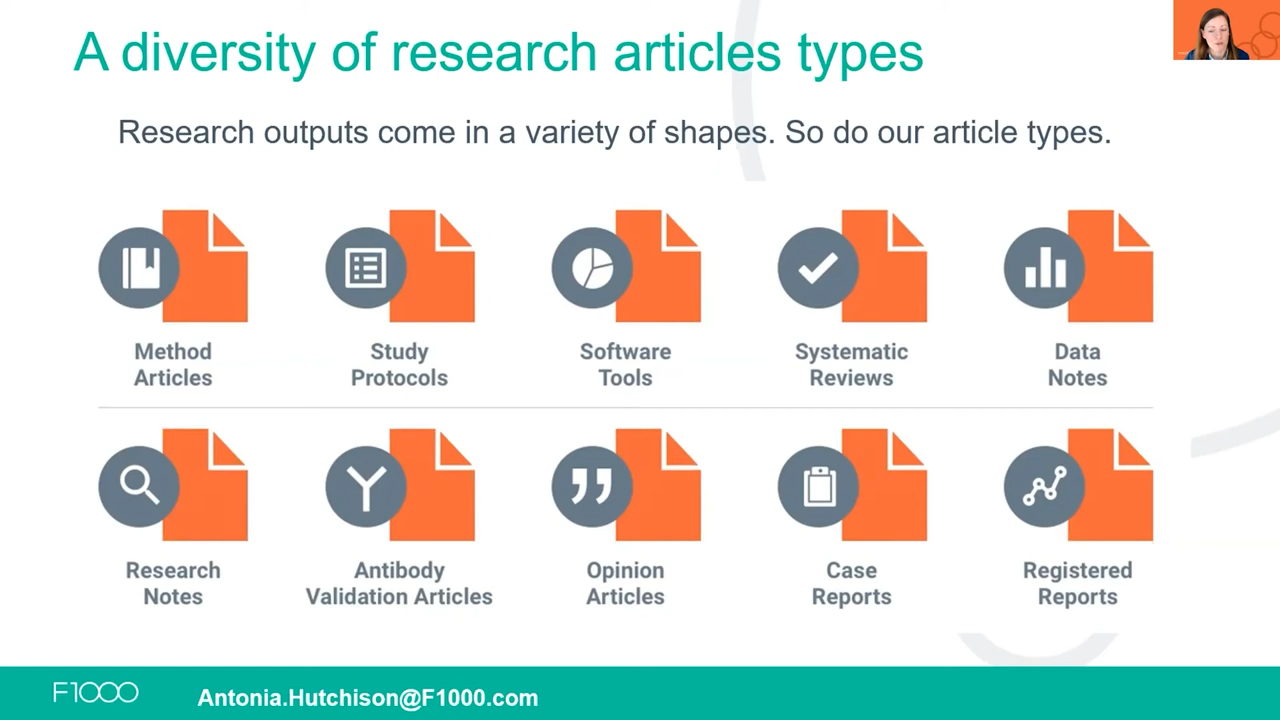 A diversity of research articles types
Research outputs come in a variety of shapes. So do our article types.
Method
Articles
Study
Protocols
Software
Tools
Systematic
Reviews
Data
Notes
Research
Notes
Antibody
Validation Articles
Opinion
Articles
Case
Reports
Registered
Reports
F1000
Antonia.Hutchison@F1000.com